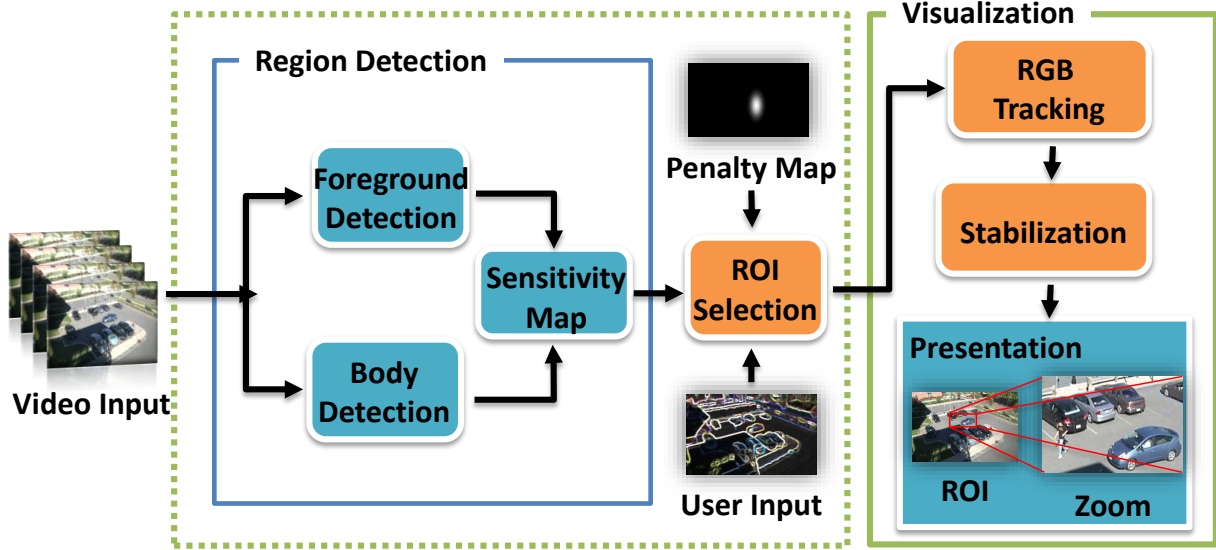 Visualization
Region Detection
RGB
Tracking
Penalty Map
Foreground
Detection
Stabilization
Sensitivity
Map
ROI
Selection
Video Input
Body
Detection
Presentation
User Input
ROI
Zoom